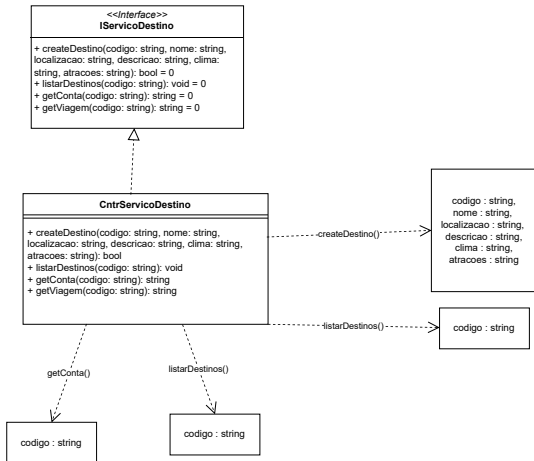 <<Interface>>
IServicoDestino
+ createDestino(codigo: string, nome: string,
localizacao: string, descricao: string, clima:
string, atracoes: string): bool = 0
+ listarDestinos(codigo: string): void = 0
+ getConta(codigo: string): string = 0
+ getViagem(codigo: string): string = 0
CntrServicoDestino
+ createDestino(codigo: string, nome: string,
localizacao: string, descricao: string, clima: string,
atracoes: string): bool
+ listarDestinos(codigo: string): void
+ getConta(codigo: string): string
+ getViagem(codigo: string): string
createDestino()
codigo : string,
nome : string,
localizacao : string,
descricao : string,
clima : string,
atracoes : string
listarDestinos()
codigo : string
getConta()
listarDestinos()
codigo : string
codigo : string